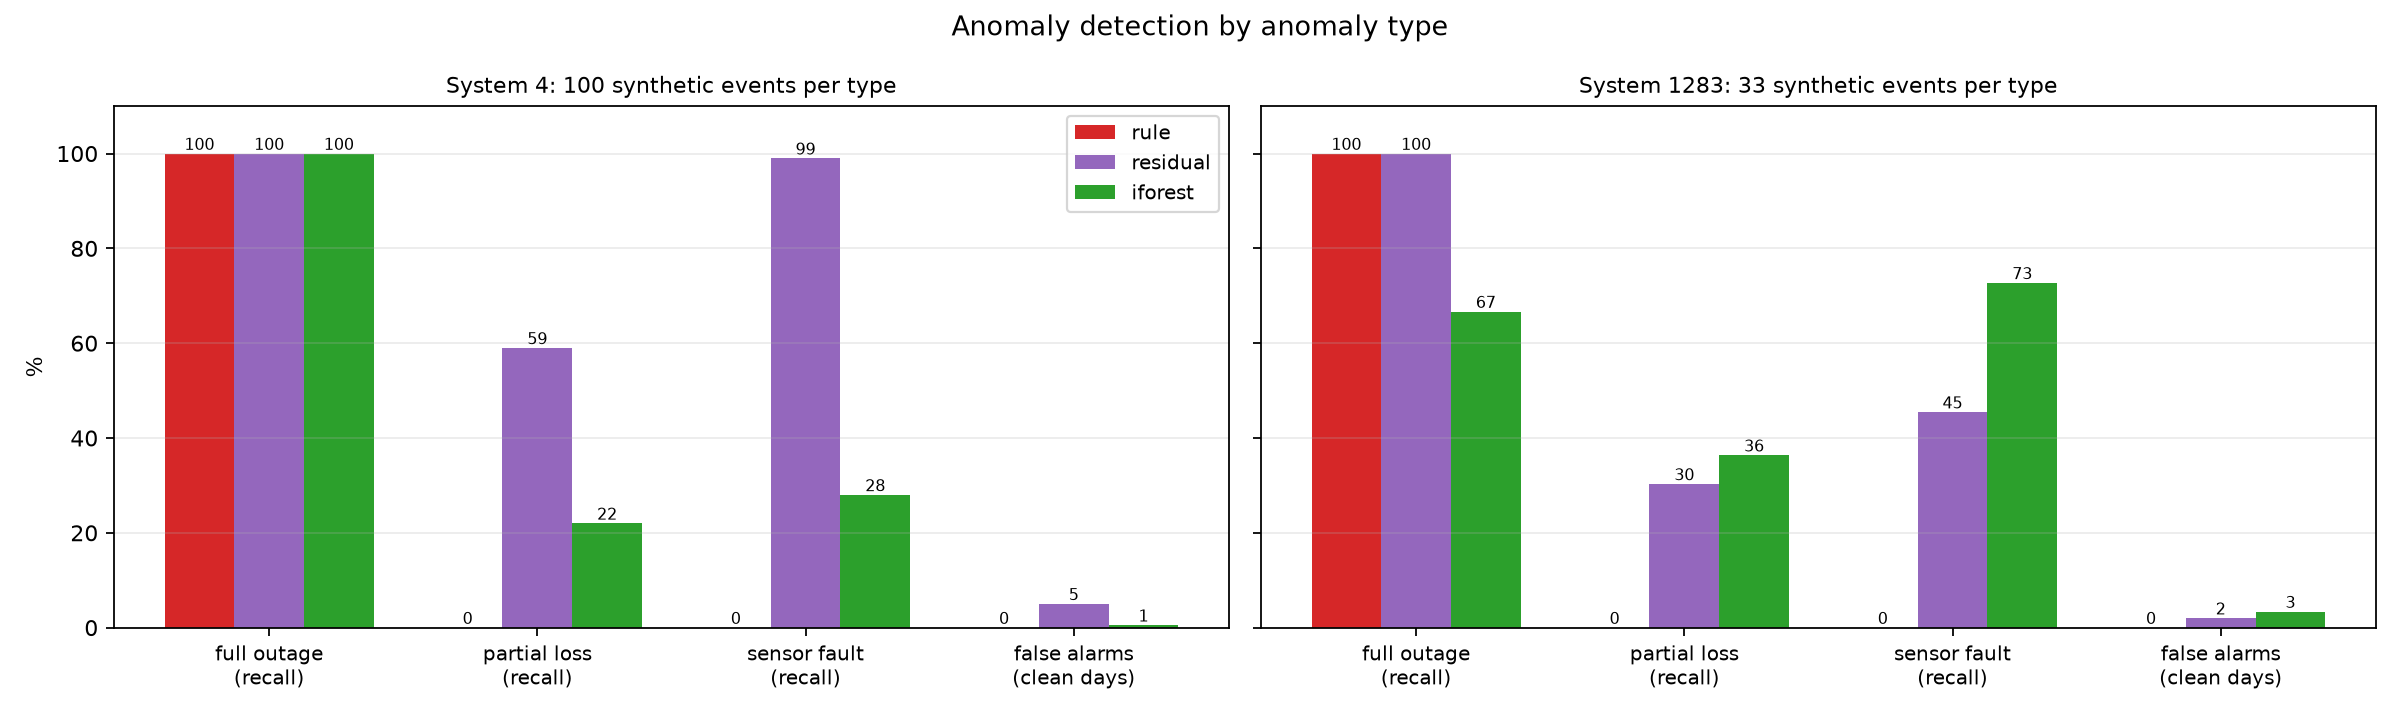 Anomaly detection by anomaly type
System 4: 100 synthetic events per type
rule
residual
iforest
%
100
80
60
40
20
0
100 100 100
0 59 22
0 99 28
0 5 1
full outage
(recall)
partial loss
(recall)
sensor fault
(recall)
false alarms
(clean days)
System 1283: 33 synthetic events per type
100 100 67
0 30 36
0 45 73
0 2 3
full outage
(recall)
partial loss
(recall)
sensor fault
(recall)
false alarms
(clean days)